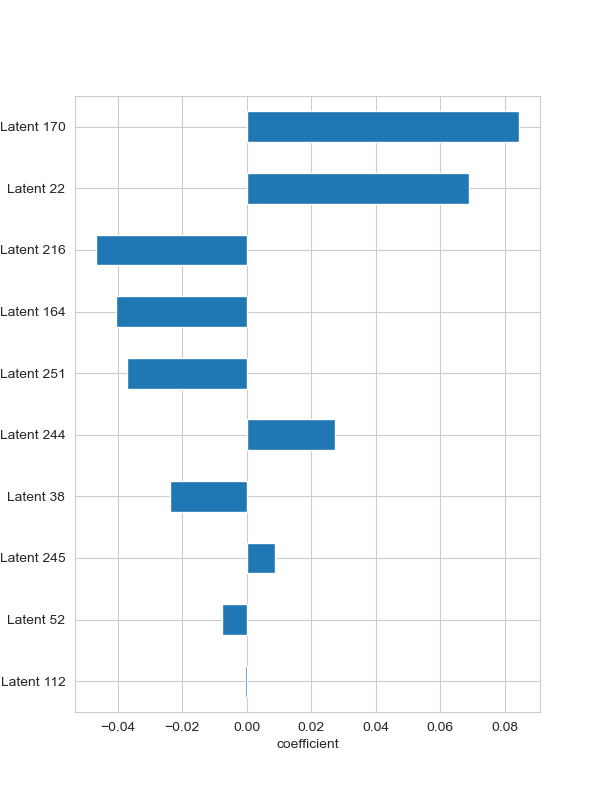 Latent 170
Latent 22
Latent 216
Latent 164
Latent 251
Latent 244
Latent 38
Latent 245
Latent 52
Latent 112
−0.04 −0.02 0.00 0.02 0.04 0.06 0.08
coefficient